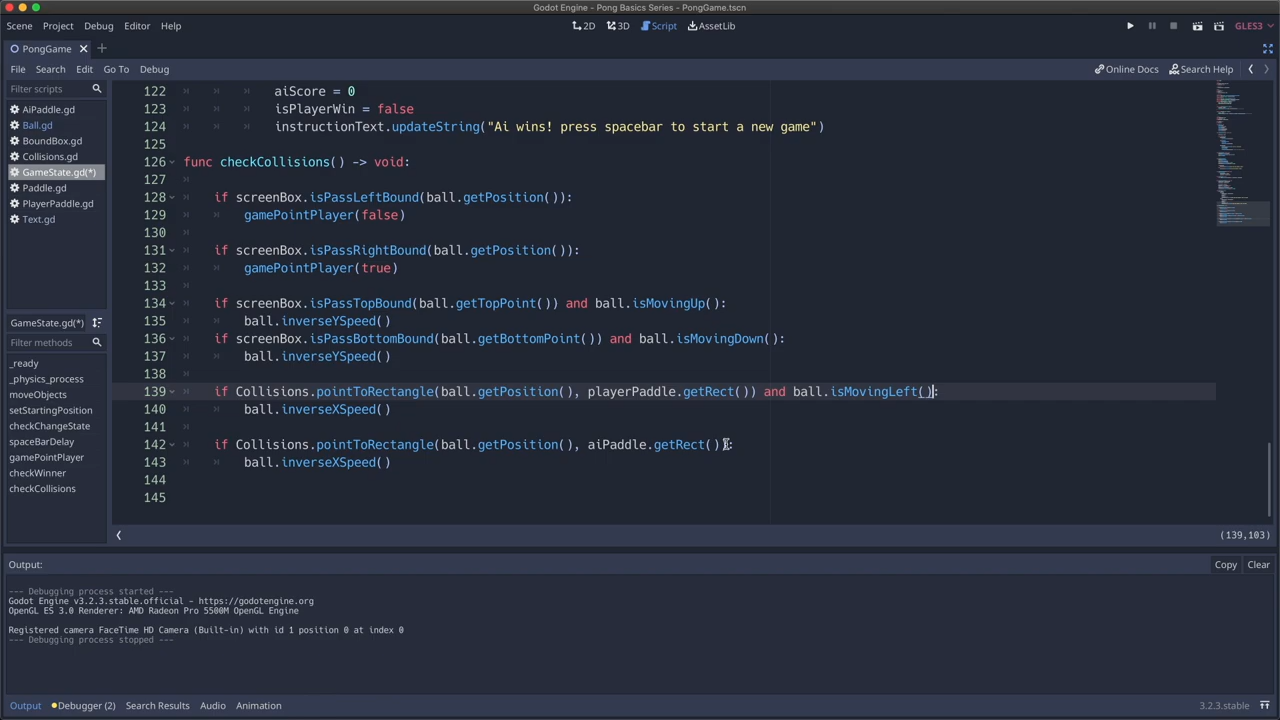 Godot Engine - Pong Basics Series - PongGame.tscn
Scene Project Debug Editor Help
2D 3D Script AssetLib
GLES3
PongGame
File Search Edit Go To Debug
Online Docs Search Help
Filter scripts
AiPaddle.gd
Ball.gd
BoundBox.gd
Collisions.gd
GameState.gd(*)
Paddle.gd
PlayerPaddle.gd
Text.gd
GameState.gd(*)
Filter methods
_ready
_physics_process
moveObjects
setStartingPosition
checkChangeState
spaceBarDelay
gamePointPlayer
checkWinner
checkCollisions
122 aiScore = 0
123 isPlayerWin = false
124 instructionText.updateString("Ai wins! press spacebar to start a new game")
125
126 func checkCollisions() -> void:
127
128 if screenBox.isPassLeftBound(ball.getPosition()):
129 gamePointPlayer(false)
130
131 if screenBox.isPassRightBound(ball.getPosition()):
132 gamePointPlayer(true)
133
134 if screenBox.isPassTopBound(ball.getTopPoint()) and ball.isMovingUp():
135 ball.inverseYSpeed()
136 if screenBox.isPassBottomBound(ball.getBottomPoint()) and ball.isMovingDown():
137 ball.inverseYSpeed()
138
139 if Collisions.pointToRectangle(ball.getPosition(), playerPaddle.getRect()) and ball.isMovingLeft():
140 ball.inverseXSpeed()
141
142 if Collisions.pointToRectangle(ball.getPosition(), aiPaddle.getRect()):
143 ball.inverseXSpeed()
144
145
(139,103)
Output:
Copy Clear
--- Debugging process started ---
Godot Engine v3.2.3.stable.official - https://godotengine.org
OpenGL ES 3.0 Renderer: AMD Radeon Pro 5500M OpenGL Engine
Registered camera FaceTime HD Camera (Built-in) with id 1 position 0 at index 0
--- Debugging process stopped ---
Output Debugger (2) Search Results Audio Animation
3.2.3.stable